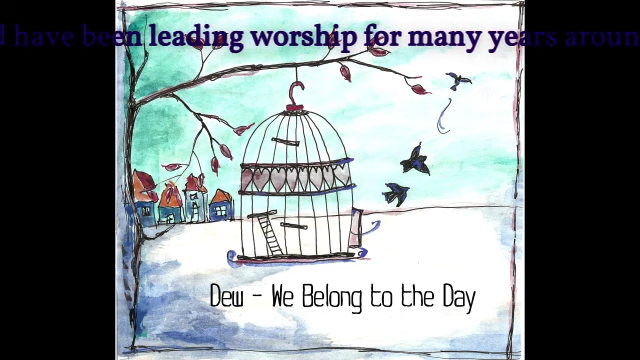 d have been leading worship for many years aroun
Dew - We Belong to the Day